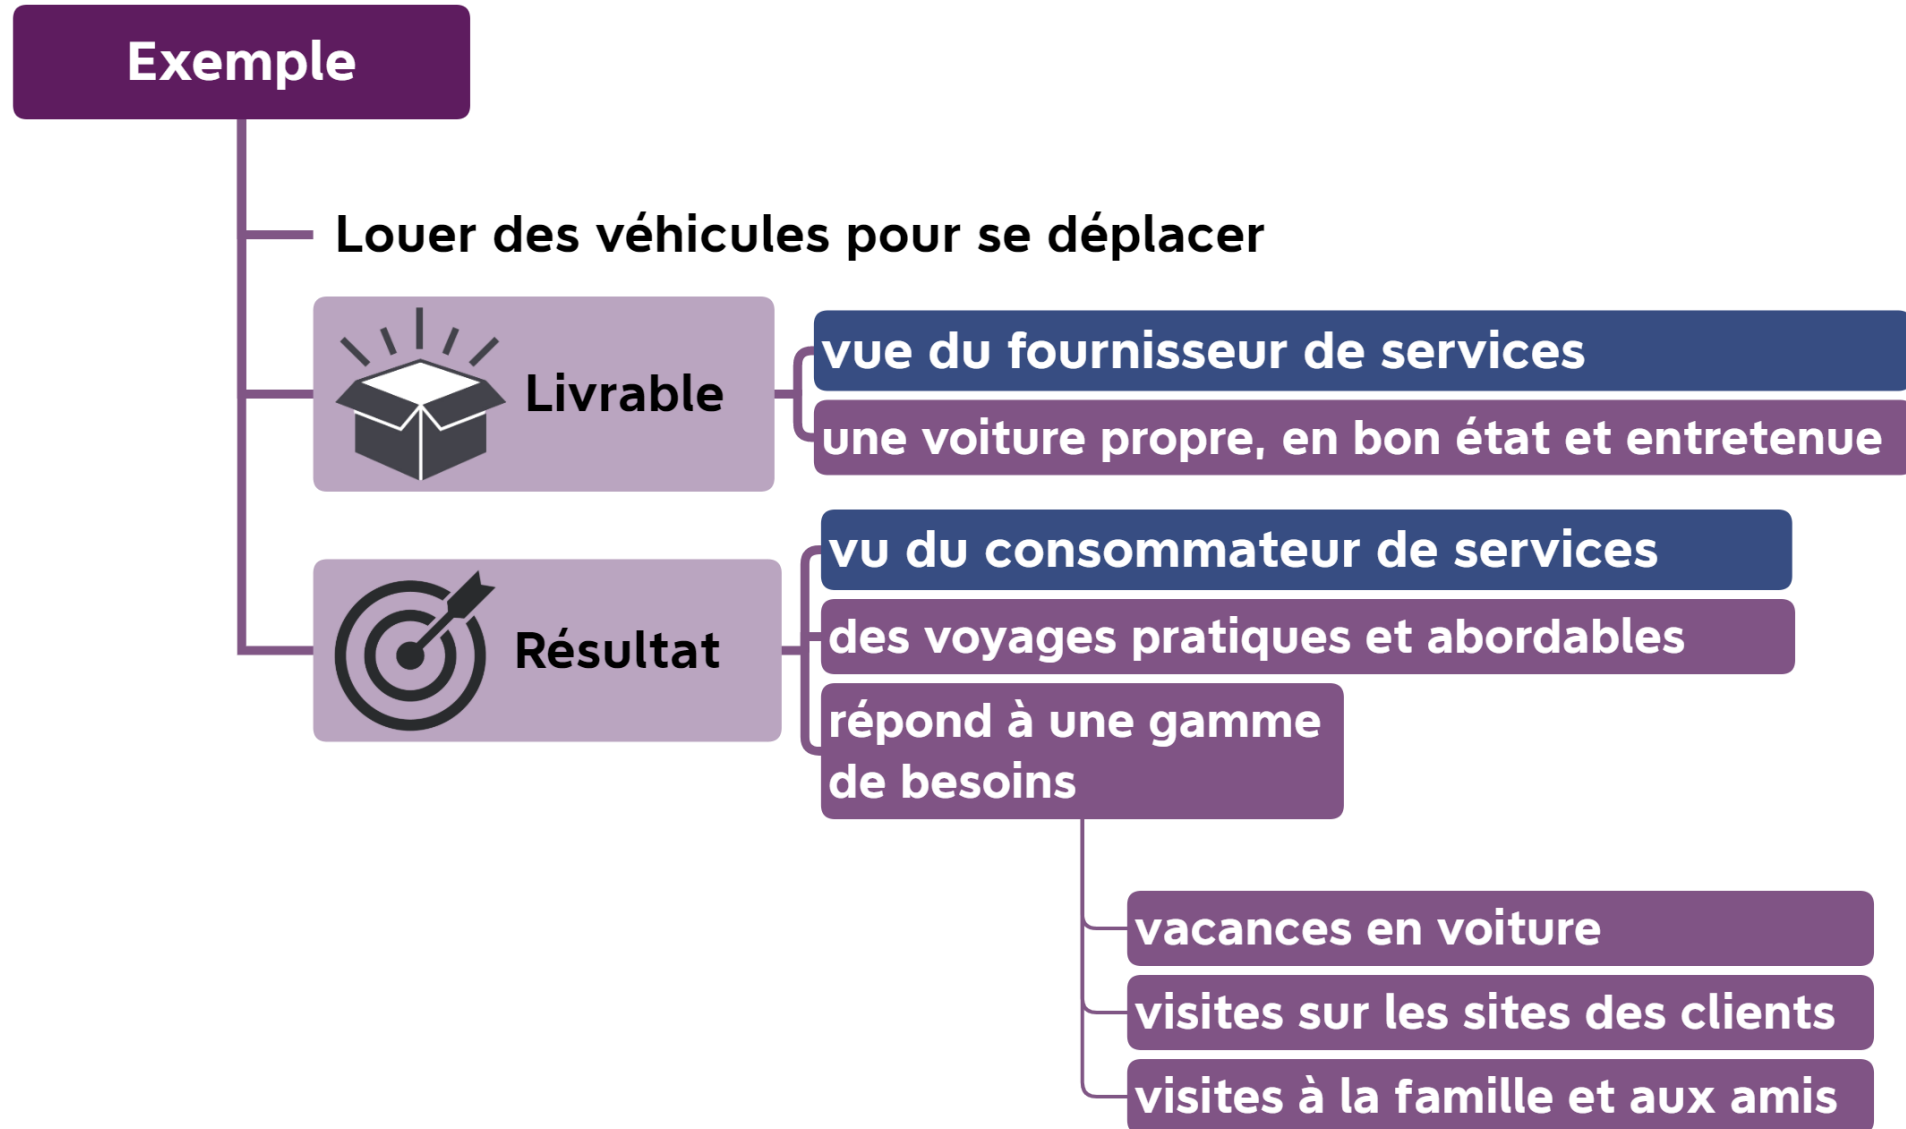 Exemple
Louer des véhicules pour se déplacer
Livrable
vue du fournisseur de services
une voiture propre, en bon état et entretenue
Résultat
vu du consommateur de services
des voyages pratiques et abordables
répond à une gamme
de besoins
vacances en voiture
visites sur les sites des clients
visites à la famille et aux amis